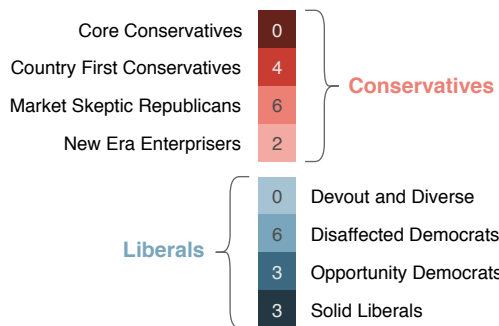 Core Conservatives 0
Country First Conservatives 4
Conservatives
Market Skeptic Republicans 6
New Era Enterprisers 2
0 Devout and Diverse
6 Disaffected Democrats
Liberals
3 Opportunity Democrats
3 Solid Liberals